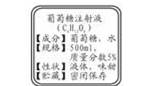 葡萄糖注射液
(C₆H₁₂O₆)
【成分】葡萄糖、水
【规格】500ml,
质量分数5%
【性状】液体,味甜
【贮藏】密闭保存